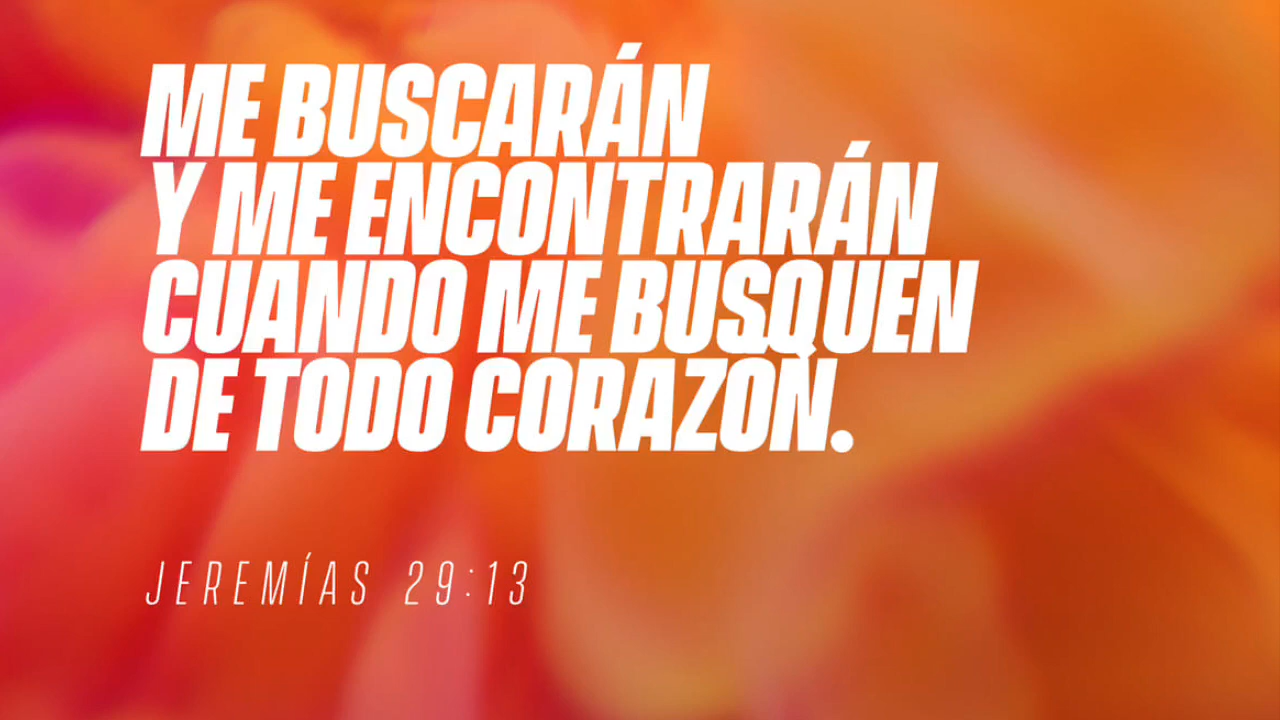 ME BUSCARÁN
Y ME ENCONTRARÁN
CUANDO ME BUSQUEN
DE TODO CORAZÓN.
JEREMÍAS 29:13